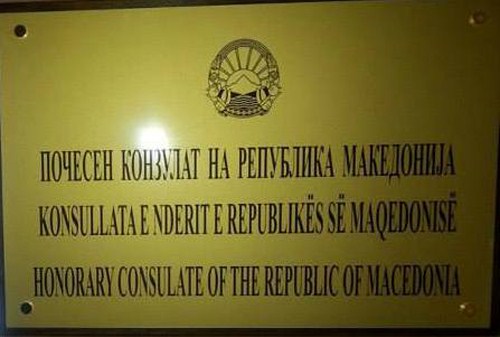 ПОЧЕСЕН КОНЗУЛАТ НА РЕПУБЛИКА МАКЕДОНИЈА
KONSULLATA E NDERIT E REPUBLIKËS SË MAQEDONISË
HONORARY CONSULATE OF THE REPUBLIC OF MACEDONIA